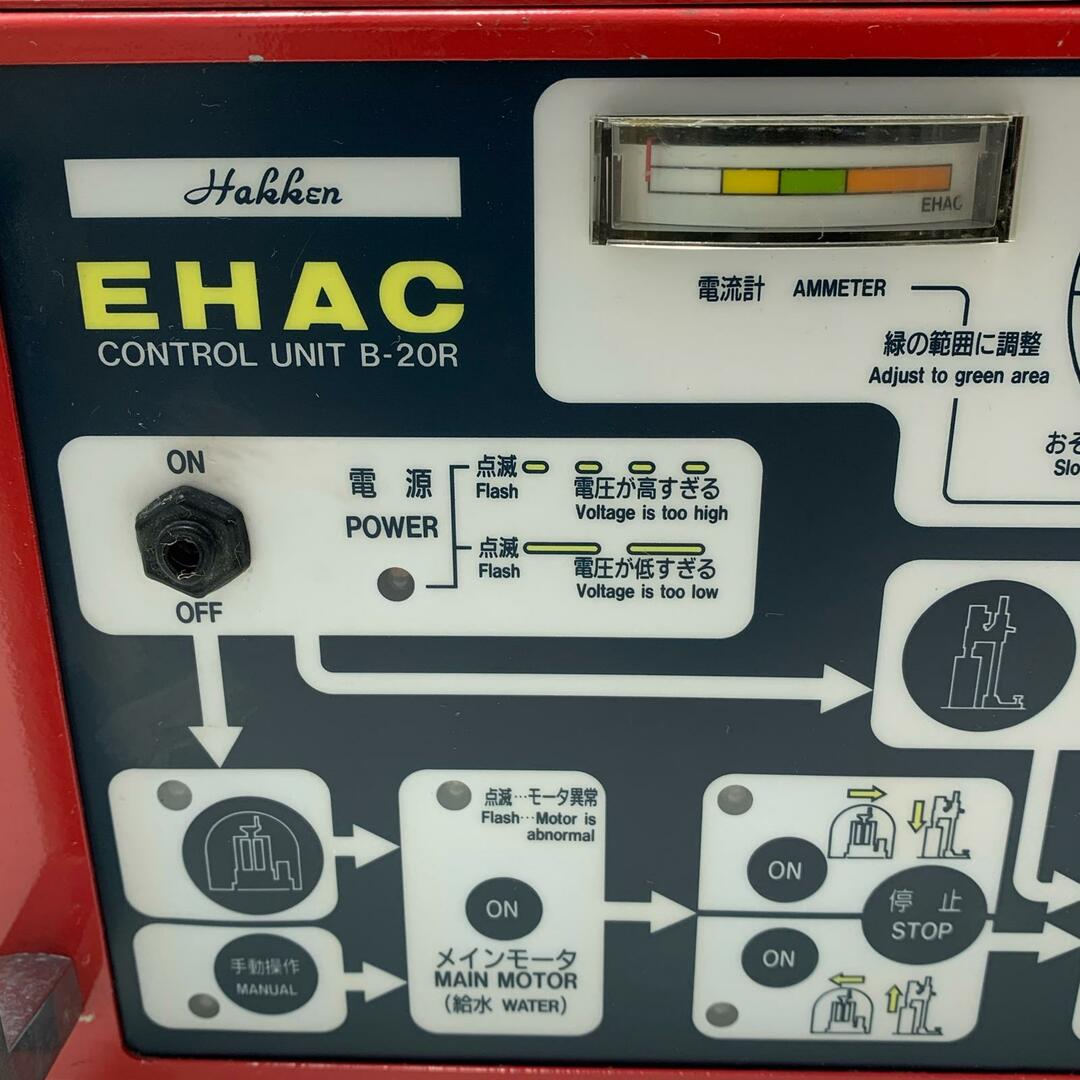 Hakken
EHAC
CONTROL UNIT B-20R
EHAC
電流計 AMMETER
緑の範囲に調整
Adjust to green area
おそ
Slo
ON
OFF
電源
POWER
点滅
Flash
電圧が高すぎる
Voltage is too high
点滅
Flash
電圧が低すぎる
Voltage is too low
点滅…モータ異常
Flash…Motor is
abnormal
ON
メインモータ
MAIN MOTOR
(給水 WATER)
手動操作
MANUAL
ON
停止
STOP
ON